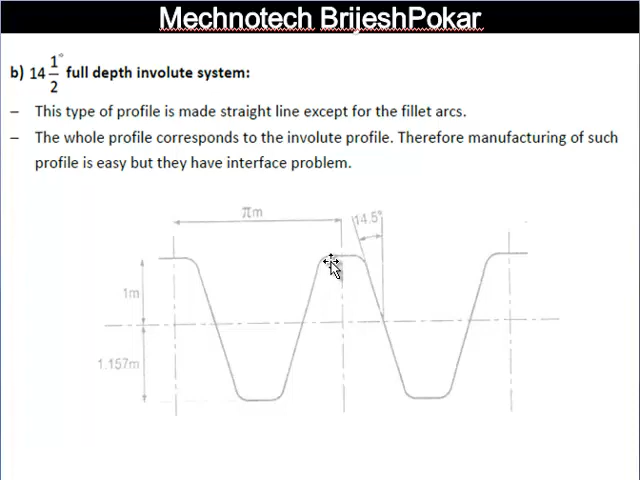 Mechnotech BrijeshPokar
b) 14 1/2° full depth involute system:
– This type of profile is made straight line except for the fillet arcs.
– The whole profile corresponds to the involute profile. Therefore manufacturing of such
profile is easy but they have interface problem.
πm
14.5°
1m
1.157m